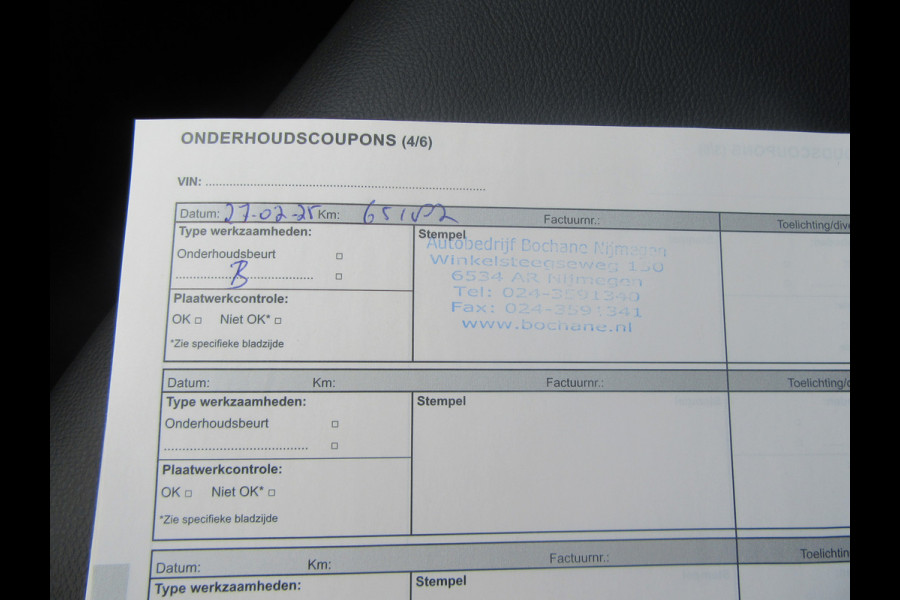 ONDERHOUDSCOUPONS (4/6)
VIN:
Datum: 27-02-25 Km: Factuurnr.: Toelichting/dive
Type werkzaamheden: Stempel
Onderhoudsbeurt
B
Plaatwerkcontrole:
OK Niet OK*
*Zie specifieke bladzijde
Autobedrijf Bochane Nijmegen
Winkelsteegseweg 150
6534 AR Nijmegen
Tel: 024-3591340
Fax: 024-3591341
www.bochane.nl
Datum: Km: Factuurnr.: Toelichting/d
Type werkzaamheden: Stempel
Onderhoudsbeurt
Plaatwerkcontrole:
OK Niet OK*
*Zie specifieke bladzijde
Datum: Km: Factuurnr.: Toelichtin
Type werkzaamheden: Stempel